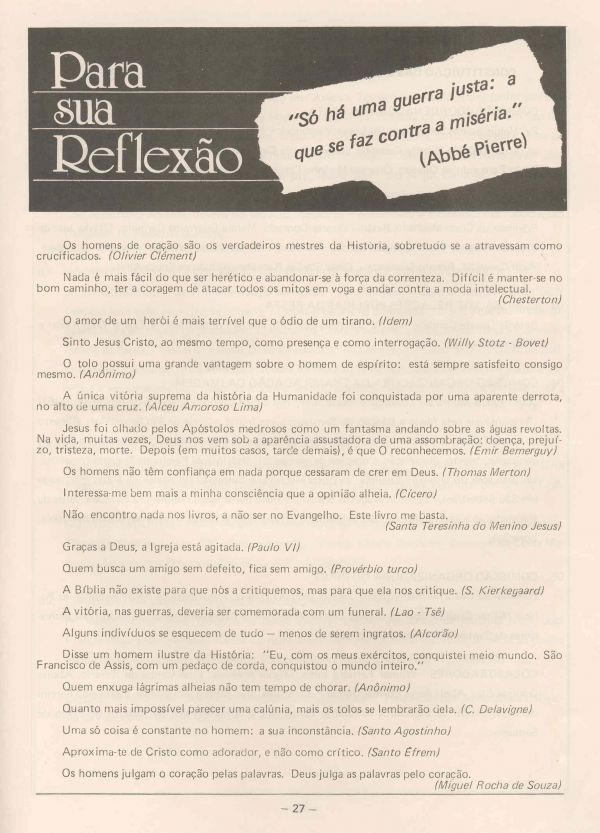 Para
sua
Reflexão
"Só há uma guerra justa: a
que se faz contra a miséria."
(Abbé Pierre)
Os homens de oração são os verdadeiros mestres da Historia, sobretudo se a atravessam como
crucificados. (Olivier Clément)
Nada é mais fácil do que ser herético e abandonar-se à força da correnteza. Difícil é manter-se no
bom caminho, ter a coragem de atacar todos os mitos em voga e andar contra a moda intelectual.
(Chesterton)
O amor de um herói é mais terrível que o ódio de um tirano. (Idem)
Sinto Jesus Cristo, ao mesmo tempo, como presença e como interrogação. (Willy Stotz - Bovet)
O tolo possui uma grande vantagem sobre o homem de espírito: está sempre satisfeito consigo
mesmo. (Anônimo)
A única vitória suprema da história da Humanidade foi conquistada por uma aparente derrota,
no alto de uma cruz. (Alceu Amoroso Lima)
Jesus foi olhado pelos Apóstolos medrosos como um fantasma andando sobre as águas revoltas.
Na vida, muitas vezes, Deus nos vem sob a aparência assustadora de uma assombração: doença, prejuí-
zo, tristeza, morte. Depois (em muitos casos, tarde demais), é que O reconhecemos. (Emir Bemerguy)
Os homens não têm confiança em nada porque cessaram de crer em Deus. (Thomas Merton)
Interessa-me bem mais a minha consciência que a opinião alheia. (Cícero)
Não encontro nada nos livros, a não ser no Evangelho. Este livro me basta.
(Santa Teresinha do Menino Jesus)
Graças a Deus, a Igreja está agitada. (Paulo VI)
Quem busca um amigo sem defeito, fica sem amigo. (Provérbio turco)
A Bíblia não existe para que nós a critiquemos, mas para que ela nos critique. (S. Kierkegaard)
A vitória, nas guerras, deveria ser comemorada com um funeral. (Lao - Tsê)
Alguns indivíduos se esquecem de tudo — menos de serem ingratos. (Alcorão)
Disse um homem ilustre da História: "Eu, com os meus exércitos, conquistei meio mundo. São
Francisco de Assis, com um pedaço de corda, conquistou o mundo inteiro."
Quem enxuga lágrimas alheias não tem tempo de chorar. (Anônimo)
Quanto mais impossível parecer uma calúnia, mais os tolos se lembrarão dela. (C. Delavigne)
Uma só coisa é constante no homem: a sua inconstância. (Santo Agostinho)
Aproxima-te de Cristo como adorador, e não como crítico. (Santo Éfrem)
Os homens julgam o coração pelas palavras. Deus julga as palavras pelo coração.
(Miguel Rocha de Souza)
— 27 —